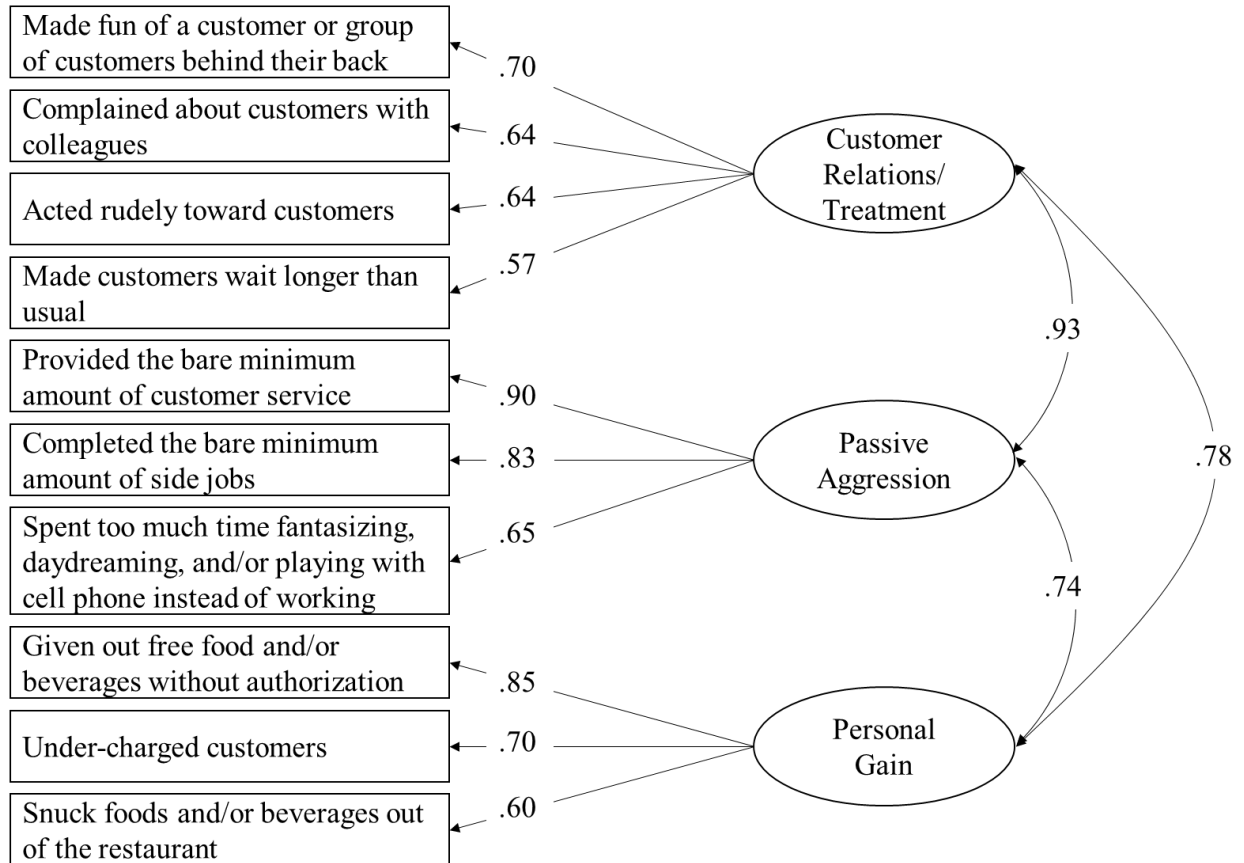 Made fun of a customer or group
of customers behind their back
.70
Complained about customers with
colleagues
.64
Acted rudely toward customers
.64
Made customers wait longer than
usual
.57
Customer
Relations/
Treatment
.93
Provided the bare minimum
amount of customer service
.90
Completed the bare minimum
amount of side jobs
.83
Spent too much time fantasizing,
daydreaming, and/or playing with
cell phone instead of working
.65
Passive
Aggression
.78
.74
Given out free food and/or
beverages without authorization
.85
Under-charged customers
.70
Snuck foods and/or beverages out
of the restaurant
.60
Personal
Gain